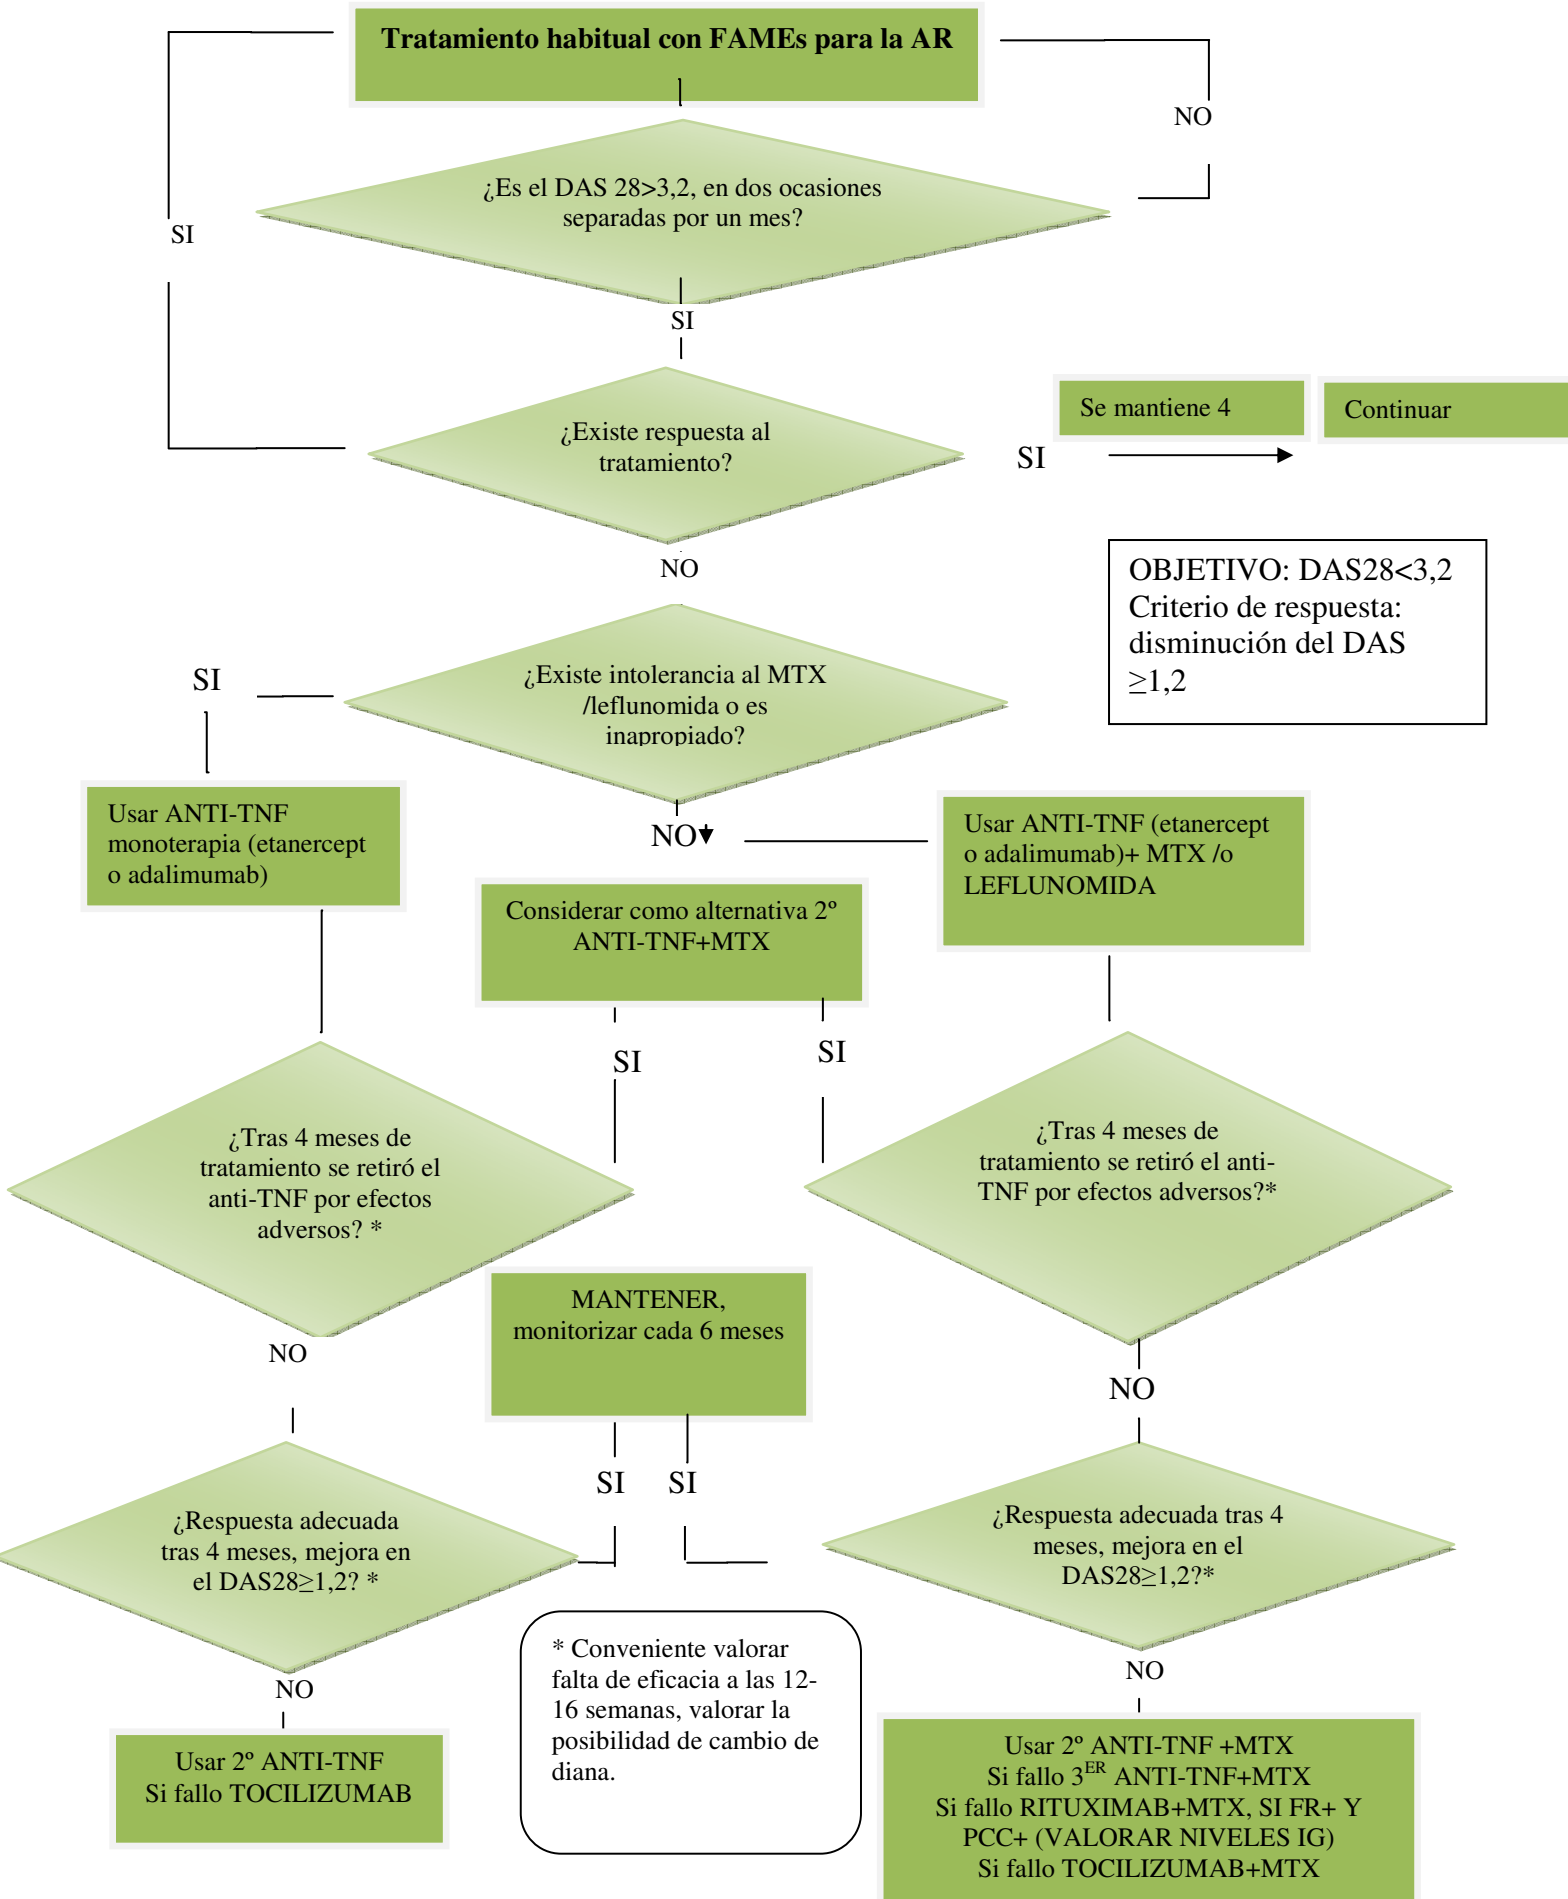 Tratamiento habitual con FAMEs para la AR
NO
¿Es el DAS 28>3,2, en dos ocasiones
separadas por un mes?
SI
SI
Se mantiene 4
Continuar
¿Existe respuesta al
tratamiento?
SI
NO
OBJETIVO: DAS28<3,2
Criterio de respuesta:
disminución del DAS
≥1,2
¿Existe intolerancia al MTX
/leflunomida o es
inapropiado?
SI
Usar ANTI-TNF
monoterapia (etanercept
o adalimumab)
NO
Usar ANTI-TNF (etanercept
o adalimumab)+ MTX /o
LEFLUNOMIDA
Considerar como alternativa 2º
ANTI-TNF+MTX
SI
SI
¿Tras 4 meses de
tratamiento se retiró el
anti-TNF por efectos
adversos? *
¿Tras 4 meses de
tratamiento se retiró el anti-
TNF por efectos adversos?*
MANTENER,
monitorizar cada 6 meses
NO
NO
SI
SI
¿Respuesta adecuada
tras 4 meses, mejora en
el DAS28≥1,2? *
¿Respuesta adecuada tras 4
meses, mejora en el
DAS28≥1,2?*
* Conveniente valorar
falta de eficacia a las 12-
16 semanas, valorar la
posibilidad de cambio de
diana.
NO
NO
Usar 2º ANTI-TNF
Si fallo TOCILIZUMAB
Usar 2º ANTI-TNF +MTX
Si fallo 3ER ANTI-TNF+MTX
Si fallo RITUXIMAB+MTX, SI FR+ Y
PCC+ (VALORAR NIVELES IG)
Si fallo TOCILIZUMAB+MTX